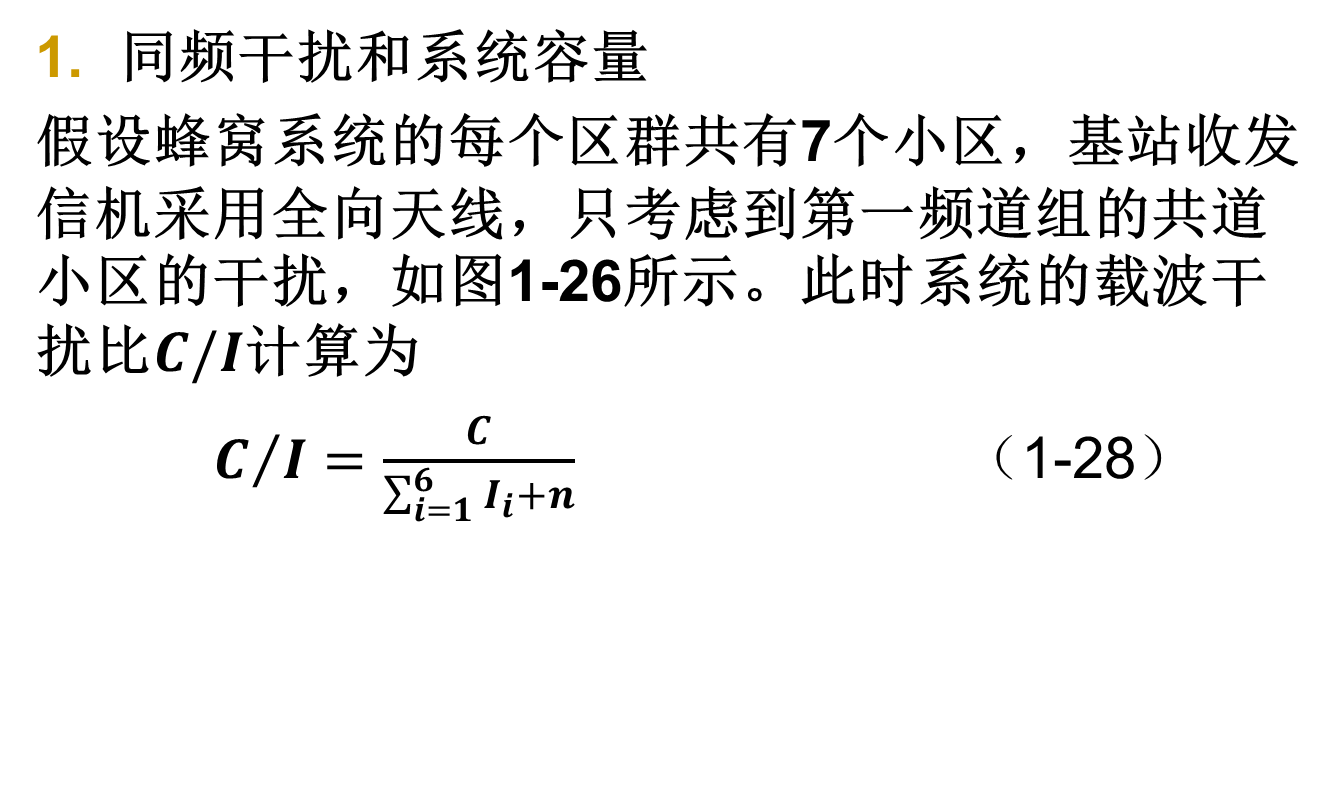 1. 同频干扰和系统容量
假设蜂窝系统的每个区群共有7个小区，基站收发
信机采用全向天线，只考虑到第一频道组的共道
小区的干扰，如图1-26所示。此时系统的载波干
扰比C/I计算为
C/I = \frac{C}{\sum_{i=1}^{6} I_i+n} （1-28）